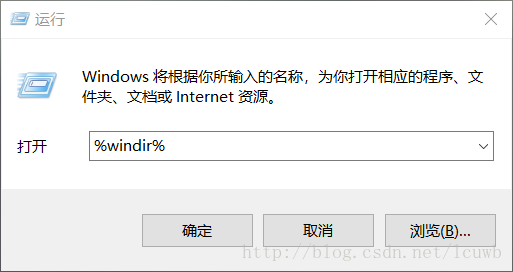 运行
Windows 将根据你所输入的名称，为你打开相应的程序、文
件夹、文档或 Internet 资源。
打开
%windir%
确定
取消
浏览(B)...
http://blog.csdn.net/lcuwb